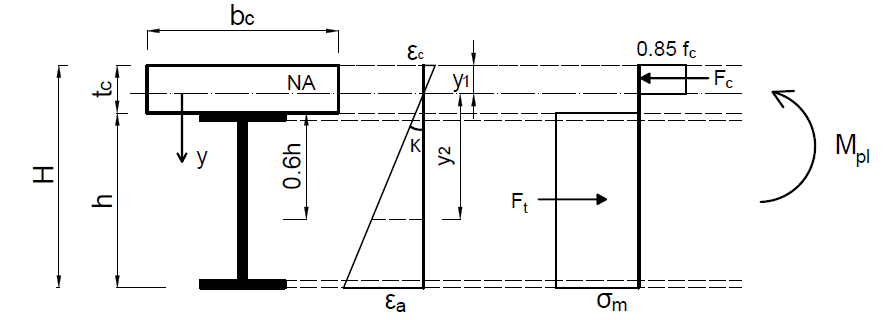 bc
εc
0.85 fc
tc
NA
y1
Fc
H
y
0.6h
K
y2
Mpl
h
Ft
εa
σm